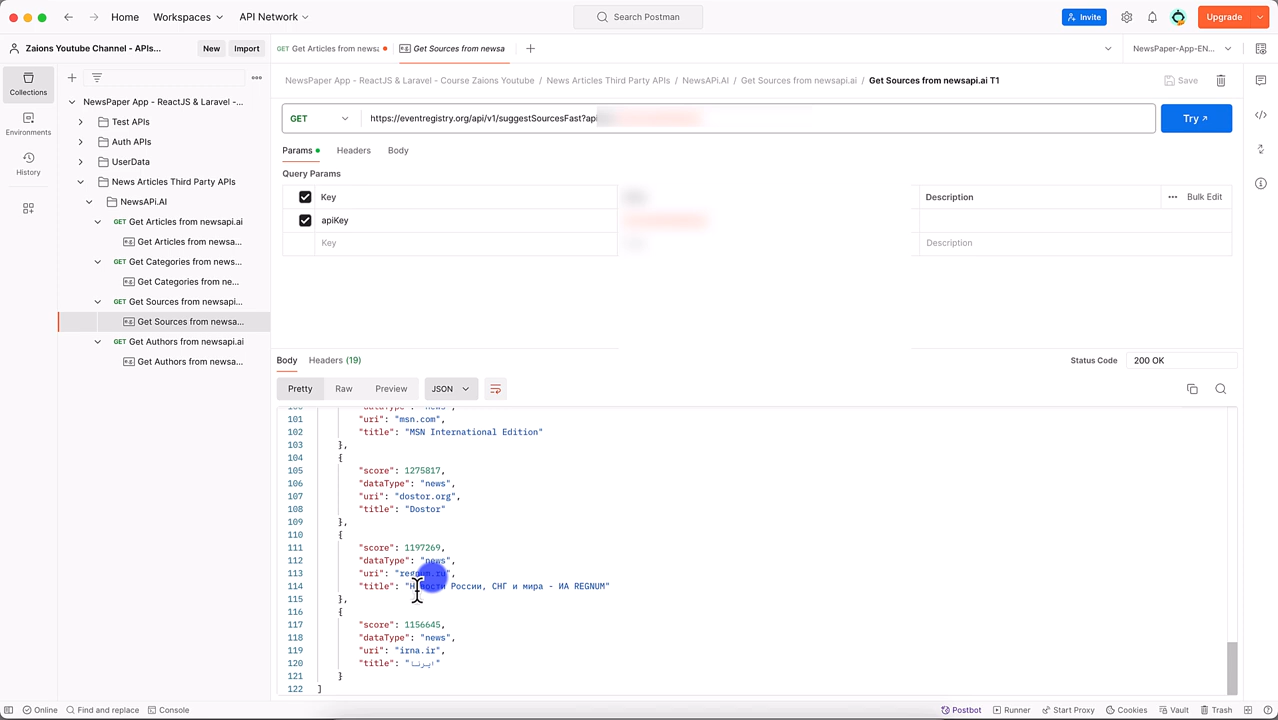 Home Workspaces API Network Search Postman Invite Upgrade
Zaions Youtube Channel - APIs... New Import GET Get Articles from newsa GET Sources from newsa NewsPaper-App-EN...
Collections
Environments
History
NewsPaper App - ReactJS & Laravel -...
Test APIs
Auth APIs
UserData
News Articles Third Party APIs
NewsAPi.AI
GET Get Articles from newsapi.ai
Get Articles from newsa...
GET Get Categories from news...
Get Categories from ne...
GET Get Sources from newsapi...
Get Sources from newsa...
GET Get Authors from newsapi.ai
Get Authors from newsa...
NewsPaper App - ReactJS & Laravel - Course Zaions Youtube / News Articles Third Party APIs / NewsAPi.AI / Get Sources from newsapi.ai / Get Sources from newsapi.ai T1 Save
GET https://eventregistry.org/api/v1/suggestSourcesFast?api Try
Params Headers Body
Query Params
Key Description Bulk Edit
apiKey
Key Description
Body Headers (19) Status Code 200 OK
Pretty Raw Preview JSON
101 "uri": "msn.com",
102 "title": "MSN International Edition"
103 },
104 {
105 "score": 1275817,
106 "dataType": "news",
107 "uri": "dostor.org",
108 "title": "Dostor"
109 },
110 {
111 "score": 1197269,
112 "dataType": "news",
113 "uri": "regnum.ru",
114 "title": "Новости России, СНГ и мира - ИА REGNUM"
115 },
116 {
117 "score": 1156645,
118 "dataType": "news",
119 "uri": "irna.ir",
120 "title": "ایرنا"
121 }
122 ]
Online Find and replace Console Postbot Runner Start Proxy Cookies Vault Trash